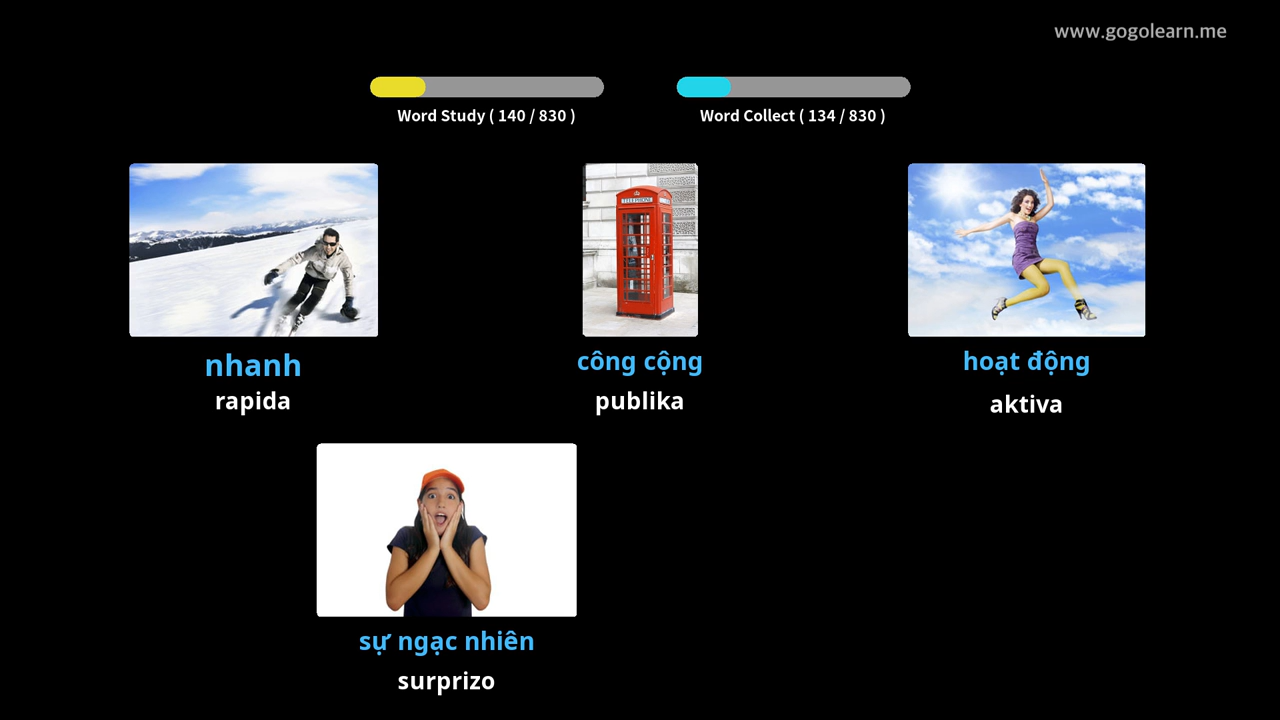 www.gogolearn.me
Word Study ( 140 / 830 )
Word Collect ( 134 / 830 )
TELEPHONE
nhanh
rapida
công cộng
publika
hoạt động
aktiva
sự ngạc nhiên
surprizo